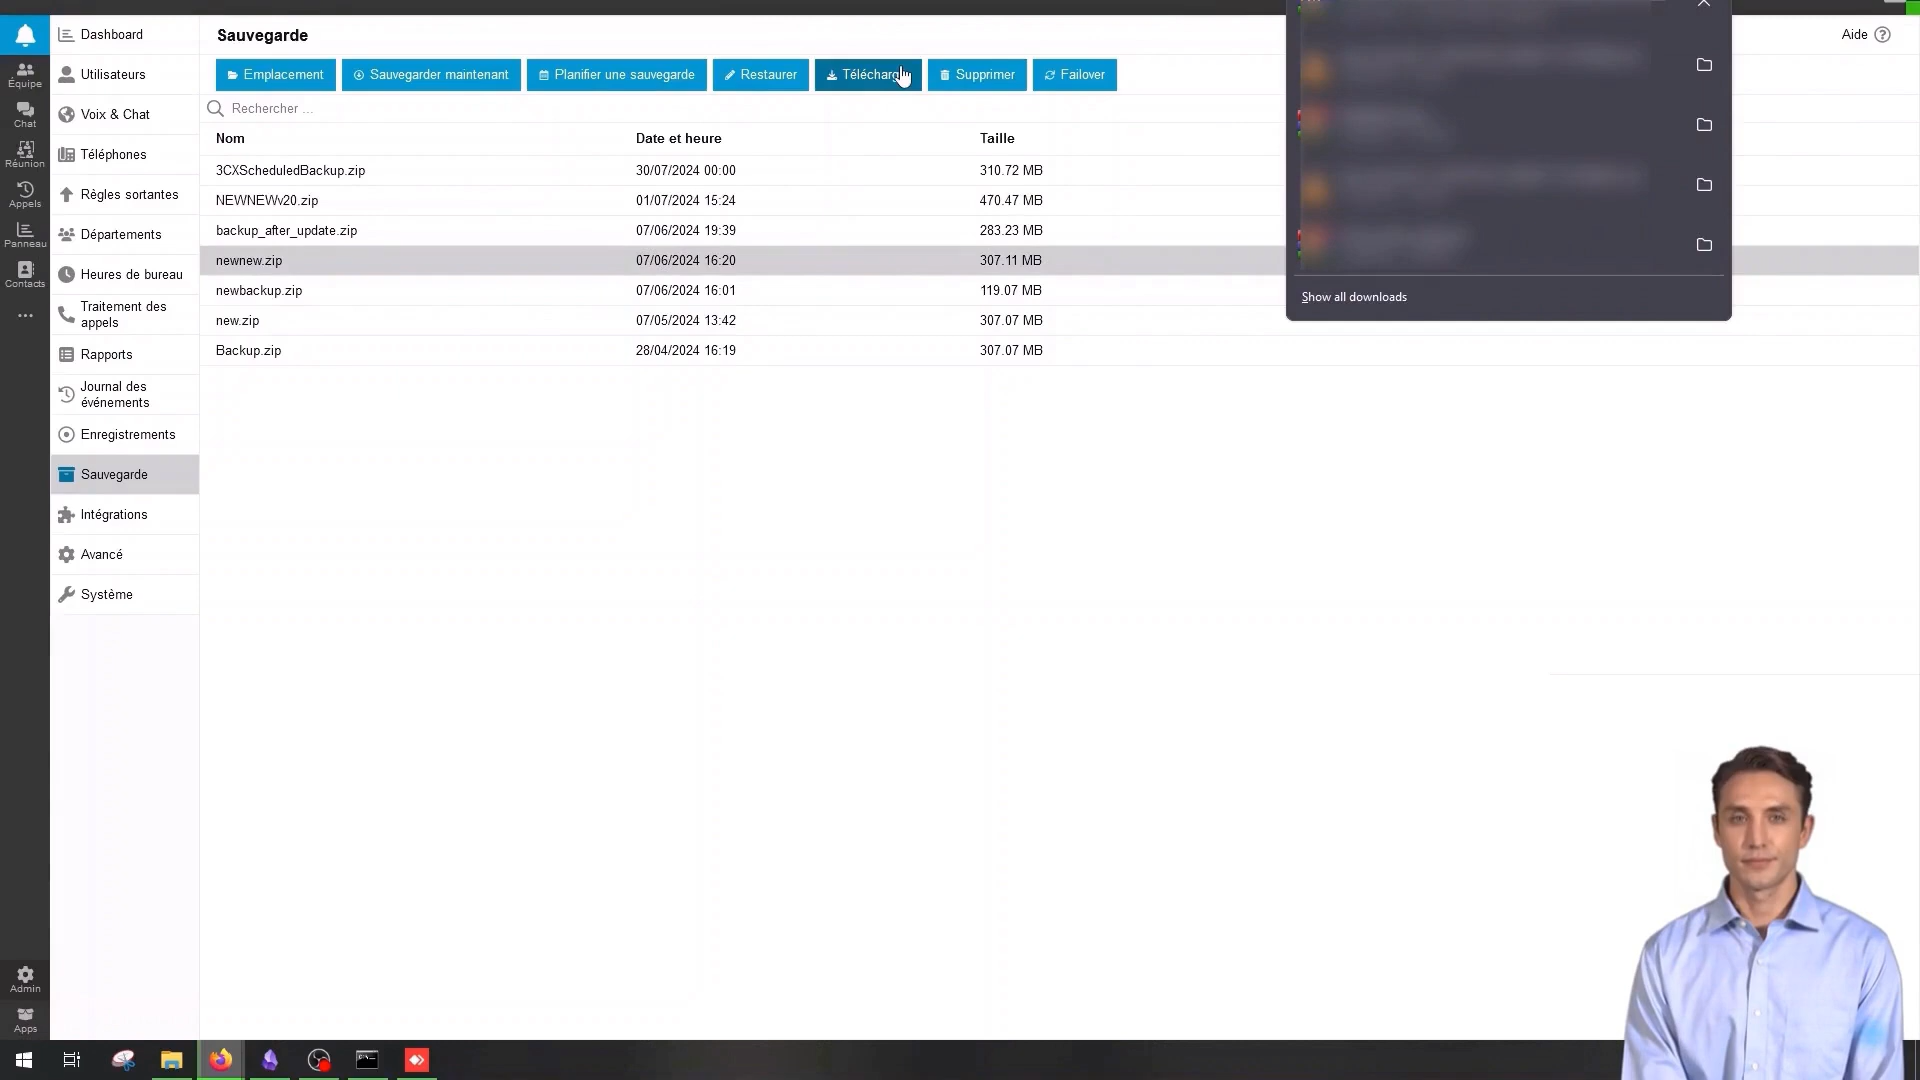 Sauvegarde
Aide
Emplacement
Sauvegarder maintenant
Planifier une sauvegarde
Restaurer
Supprimer
Failover
Rechercher ...
Nom Date et heure Taille
3CXScheduledBackup.zip 30/07/2024 00:00 310.72 MB
NEWNEWv20.zip 01/07/2024 15:24 470.47 MB
backup_after_update.zip 07/06/2024 19:39 283.23 MB
newnew.zip 07/06/2024 16:20 307.11 MB
newbackup.zip 07/06/2024 16:01 119.07 MB
new.zip 07/05/2024 13:42 307.07 MB
Backup.zip 28/04/2024 16:19 307.07 MB
Show all downloads
Équipe
Chat
Réunion
Appels
Panneau
Contacts
Admin
Apps
Dashboard
Utilisateurs
Voix & Chat
Téléphones
Règles sortantes
Départements
Heures de bureau
Traitement des
appels
Rapports
Journal des
événements
Enregistrements
Sauvegarde
Intégrations
Avancé
Système